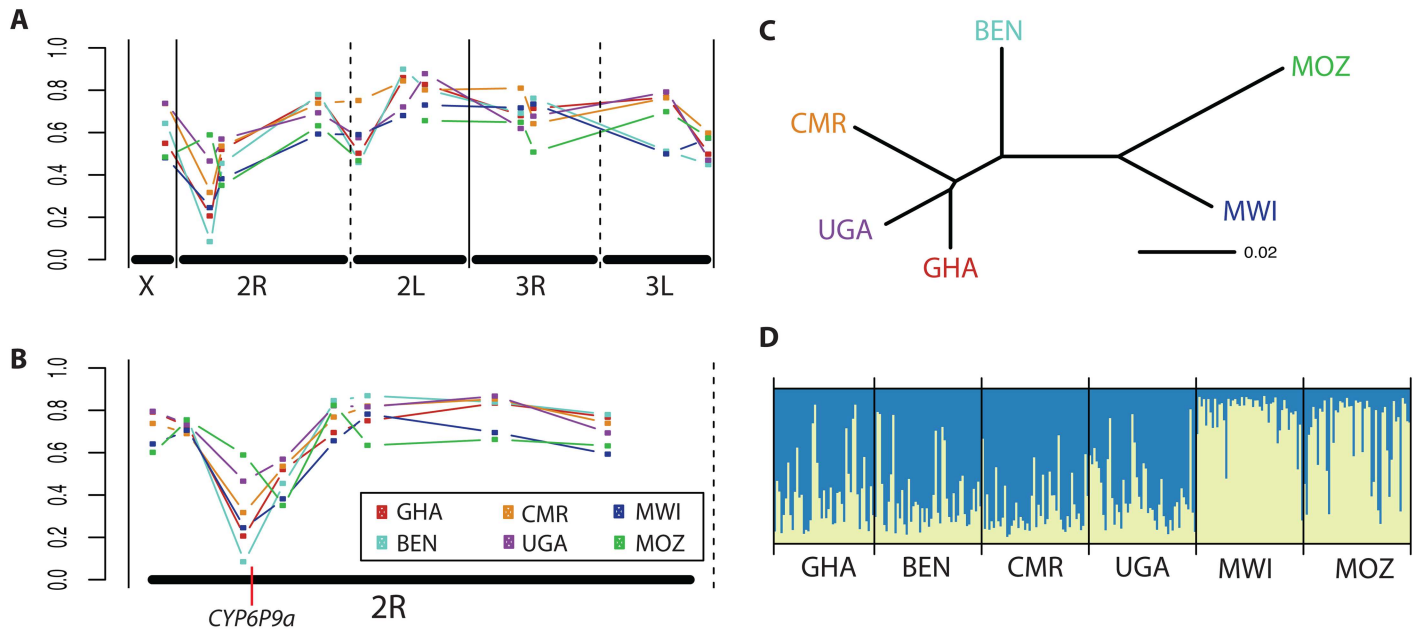 A
1.0
0.8
0.6
0.4
0.2
0.0
X 2R 2L 3R 3L
B
1.0
0.8
0.6
0.4
0.2
0.0
GHA CMR MWI
BEN UGA MOZ
CYP6P9a
2R
C
BEN
MOZ
CMR
UGA
MWI
GHA
0.02
D
GHA BEN CMR UGA MWI MOZ